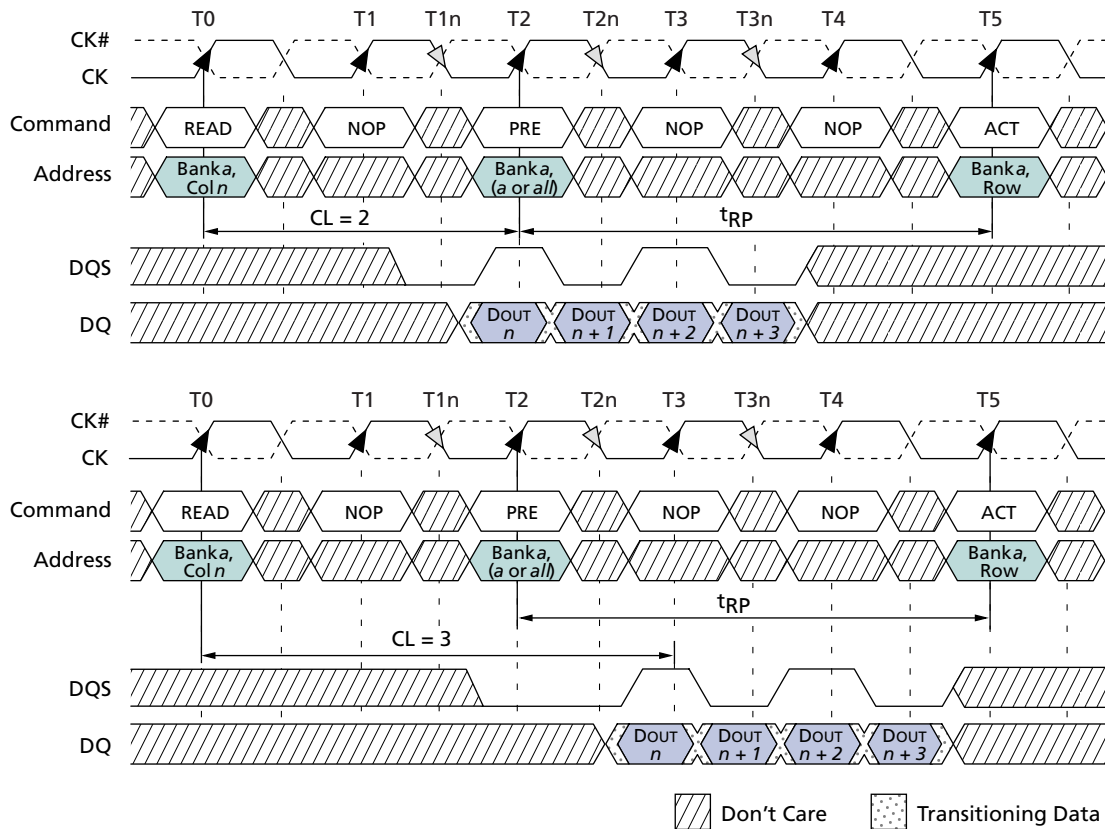 T0 T1 T1n T2 T2n T3 T3n T4 T5
CK#
CK
Command READ NOP PRE NOP NOP ACT
Address Bank a, Col n Bank a, (a or all) Bank a, Row
CL = 2 tRP
DQS
DQ DOUT n DOUT n + 1 DOUT n + 2 DOUT n + 3
T0 T1 T1n T2 T2n T3 T3n T4 T5
CK#
CK
Command READ NOP PRE NOP NOP ACT
Address Bank a, Col n Bank a, (a or all) Bank a, Row
tRP
CL = 3
DQS
DQ DOUT n DOUT n + 1 DOUT n + 2 DOUT n + 3
Don't Care Transitioning Data